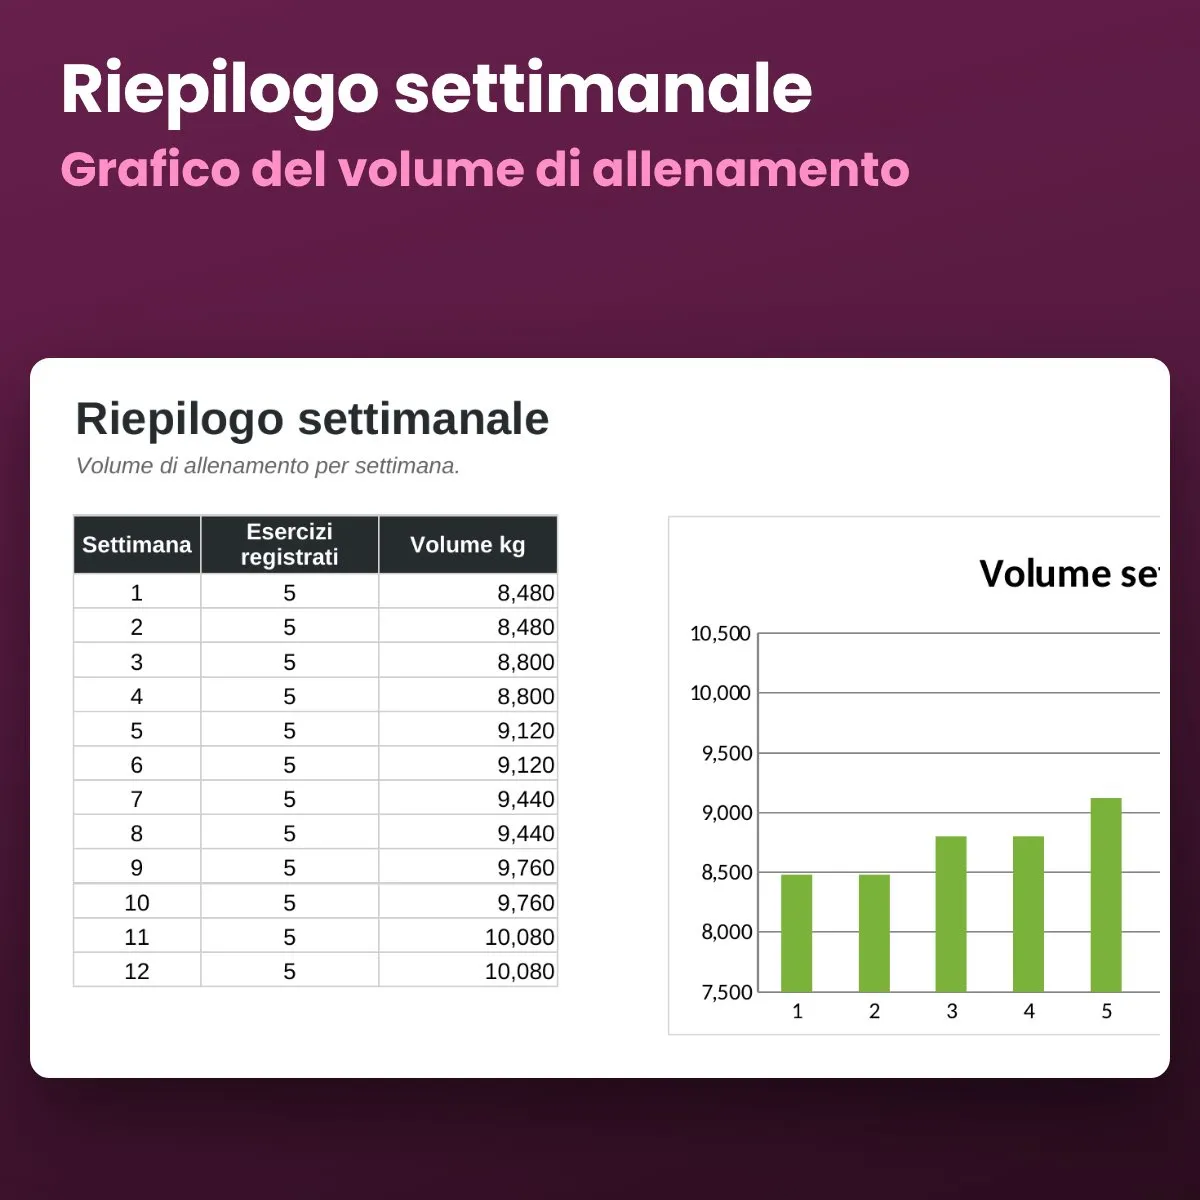 Riepilogo settimanale
Grafico del volume di allenamento
Riepilogo settimanale
Volume di allenamento per settimana.
Settimana Esercizi registrati Volume kg
1 5 8,480
2 5 8,480
3 5 8,800
4 5 8,800
5 5 9,120
6 5 9,120
7 5 9,440
8 5 9,440
9 5 9,760
10 5 9,760
11 5 10,080
12 5 10,080
Volume
10,500
10,000
9,500
9,000
8,500
8,000
7,500
1 2 3 4 5